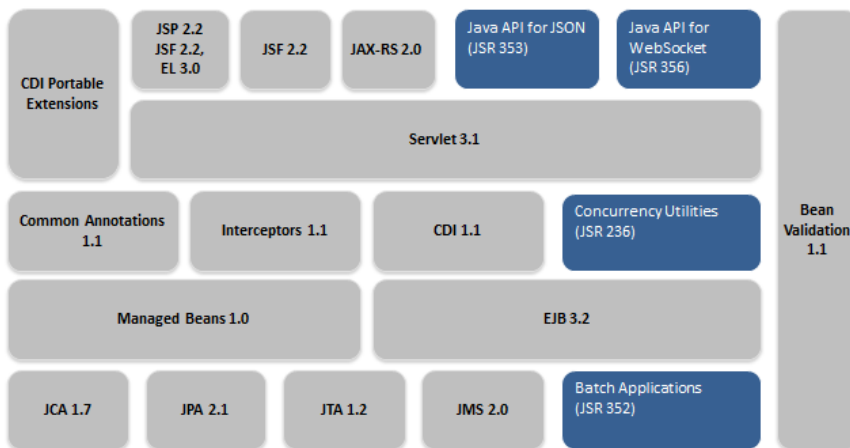 CDI Portable
Extensions
JSP 2.2
JSF 2.2,
EL 3.0
JSF 2.2
JAX-RS 2.0
Java API for JSON
(JSR 353)
Java API for
WebSocket
(JSR 356)
Servlet 3.1
Common Annotations
1.1
Interceptors 1.1
CDI 1.1
Concurrency Utilities
(JSR 236)
Bean
Validation
1.1
Managed Beans 1.0
EJB 3.2
JCA 1.7
JPA 2.1
JTA 1.2
JMS 2.0
Batch Applications
(JSR 352)